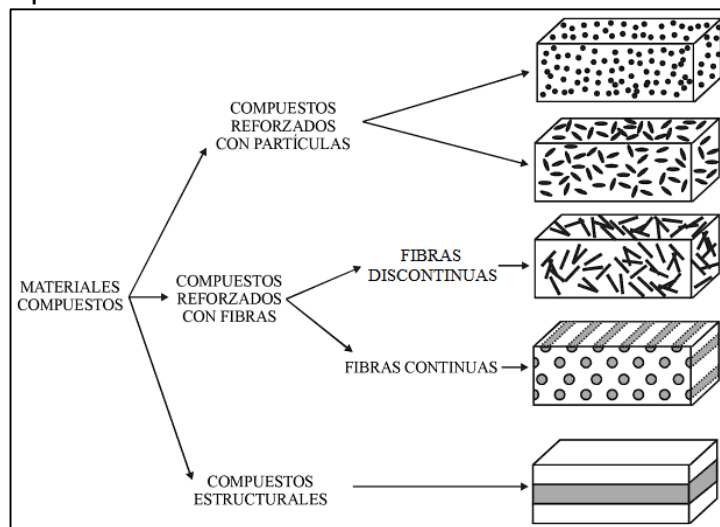 COMPUESTOS
REFORZADOS
CON PARTÍCULAS
MATERIALES
COMPUESTOS
COMPUESTOS
REFORZADOS
CON FIBRAS
FIBRAS
DISCONTINUAS
FIBRAS CONTINUAS
COMPUESTOS
ESTRUCTURALES